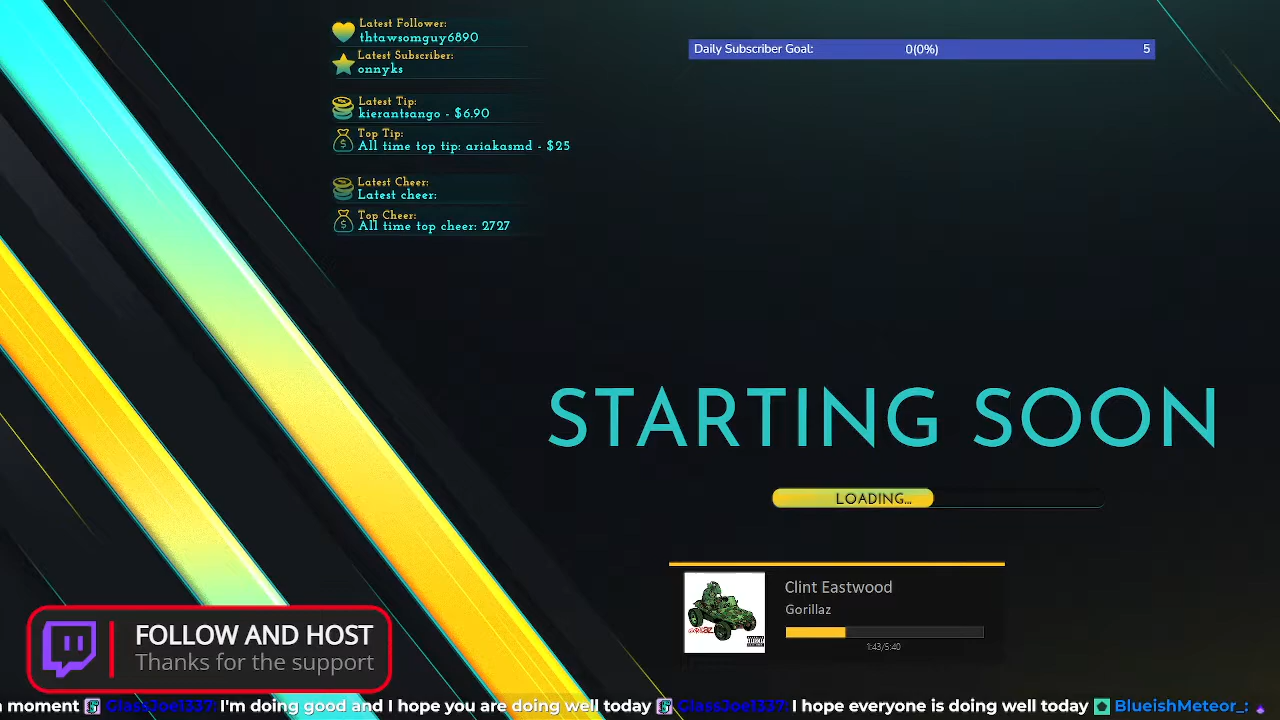 Latest Follower:
thtawsomguy6890
Latest Subscriber:
onnyks
Latest Tip:
kierantsango - $6.90
Top Tip:
All time top tip: ariakasmd - $25
Latest Cheer:
Latest cheer:
Top Cheer:
All time top cheer: 2727
Daily Subscriber Goal: 0(0%) 5
STARTING SOON
LOADING...
Clint Eastwood
Gorillaz
1:43/5:40
FOLLOW AND HOST
Thanks for the support
moment GlassJoe1337: I'm doing good and I hope you are doing well today GlassJoe1337: I hope everyone is doing well today BlueishMeteor_: